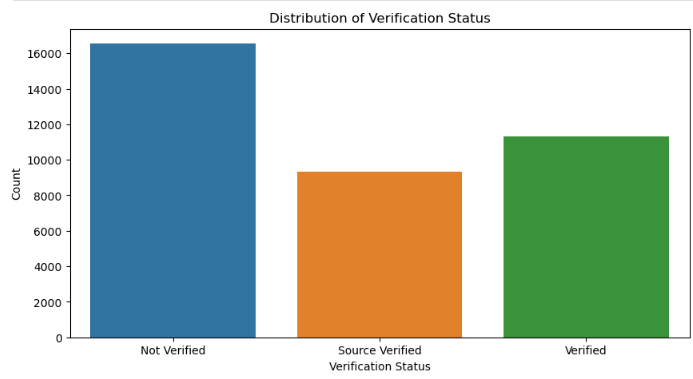 Distribution of Verification Status
16000
14000
12000
10000
8000
6000
4000
2000
0
Count
Not Verified Source Verified Verified
Verification Status